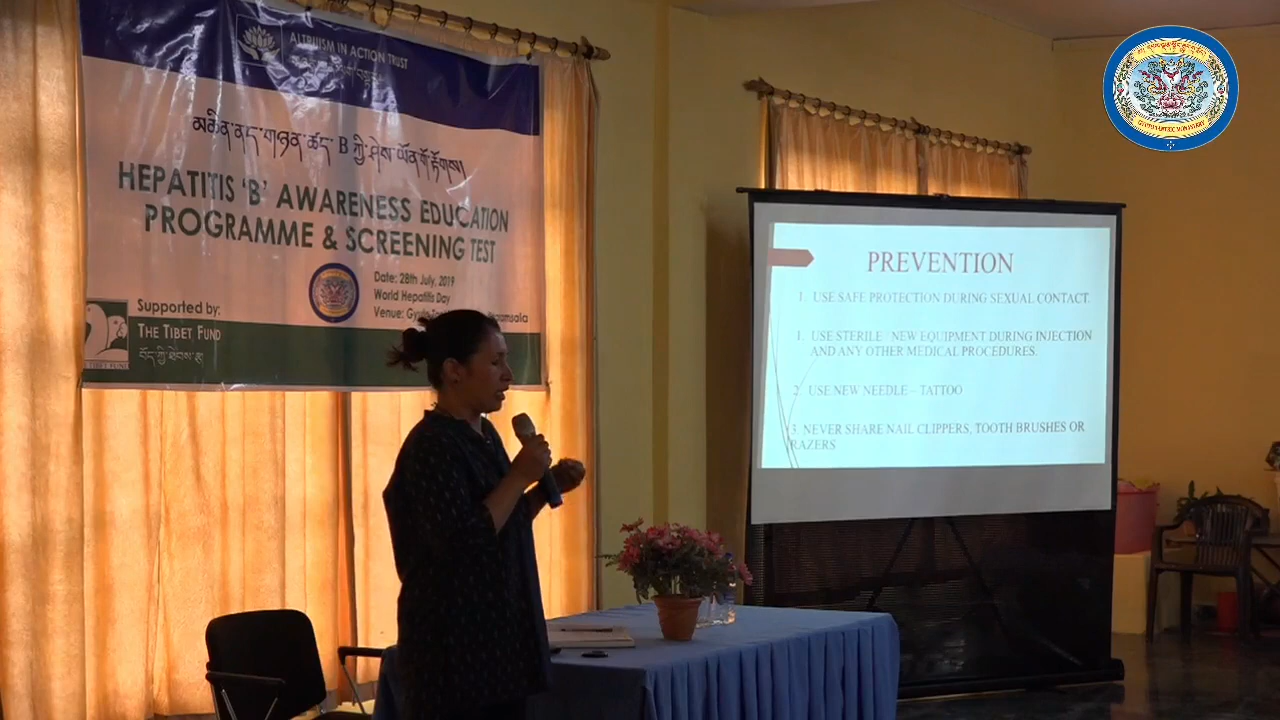 ALTRUISM IN ACTION TRUST
HEPATITIS ‘B’ AWARENESS EDUCATION
PROGRAMME & SCREENING TEST
Date: 28th July, 2019
World Hepatitis Day
Venue:
Supported by:
THE TIBET FUND
བོད་ཀྱི་ཐེབས་རྩ།
TIBET FUND
PREVENTION
1. USE SAFE PROTECTION DURING SEXUAL CONTACT.
1. USE STERILE / NEW EQUIPMENT DURING INJECTION
AND ANY OTHER MEDICAL PROCEDURES.
2. USE NEW NEEDLE – TATTOO
3. NEVER SHARE NAIL CLIPPERS, TOOTH BRUSHES OR
RAZERS